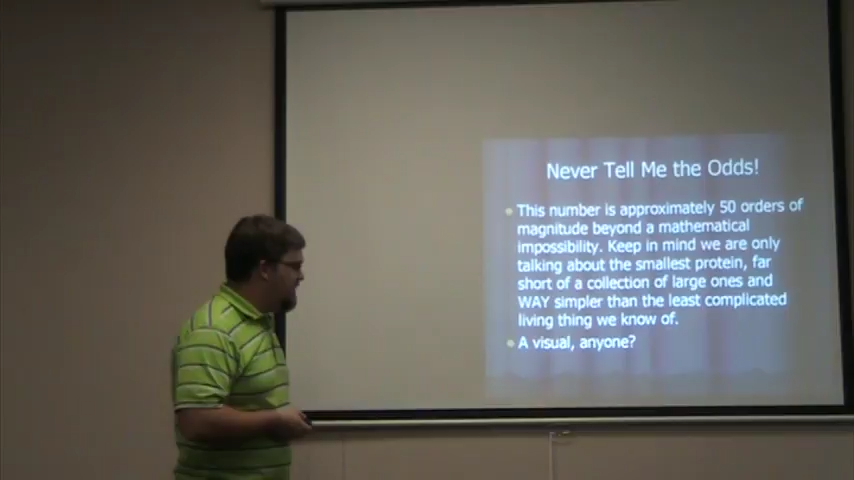 Never Tell Me the Odds!
This number is approximately 50 orders of
magnitude beyond a mathematical
impossibility. Keep in mind we are only
talking about the smallest protein, far
short of a collection of large ones and
WAY simpler than the least complicated
living thing we know of.
A visual, anyone?